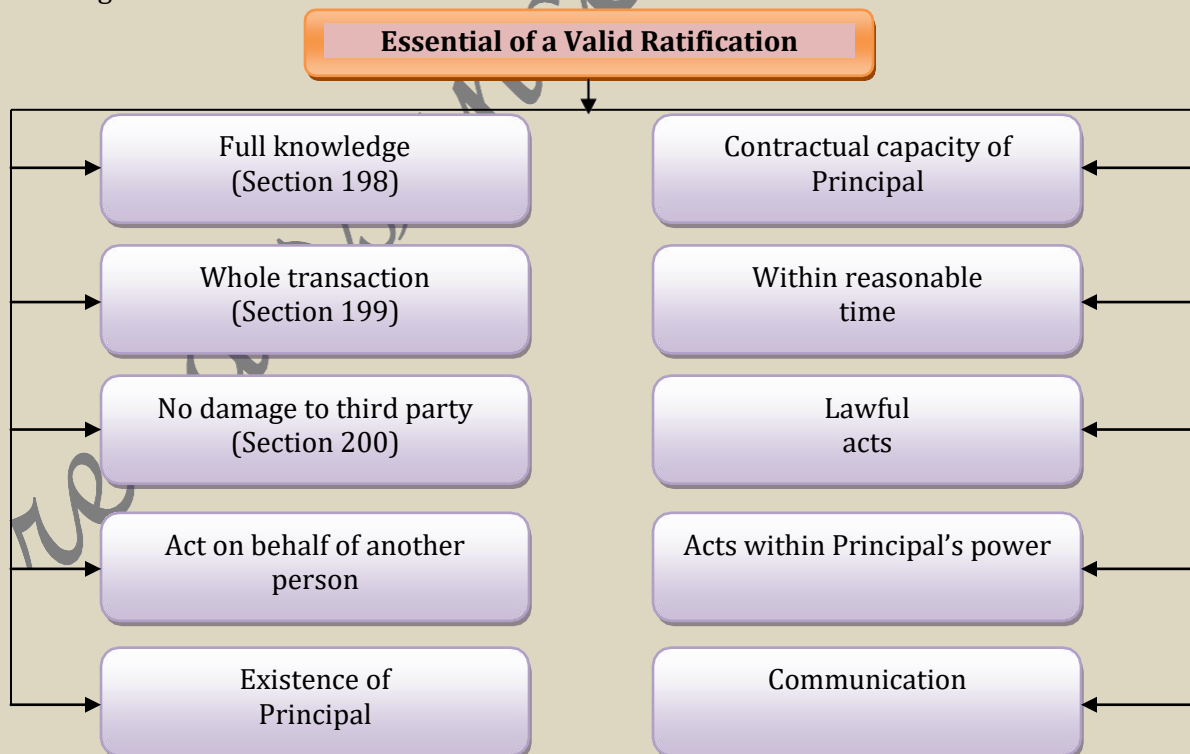 Essential of a Valid Ratification
Full knowledge
(Section 198)
Contractual capacity of
Principal
Whole transaction
(Section 199)
Within reasonable
time
No damage to third party
(Section 200)
Lawful
acts
Act on behalf of another
person
Acts within Principal’s power
Existence of
Principal
Communication